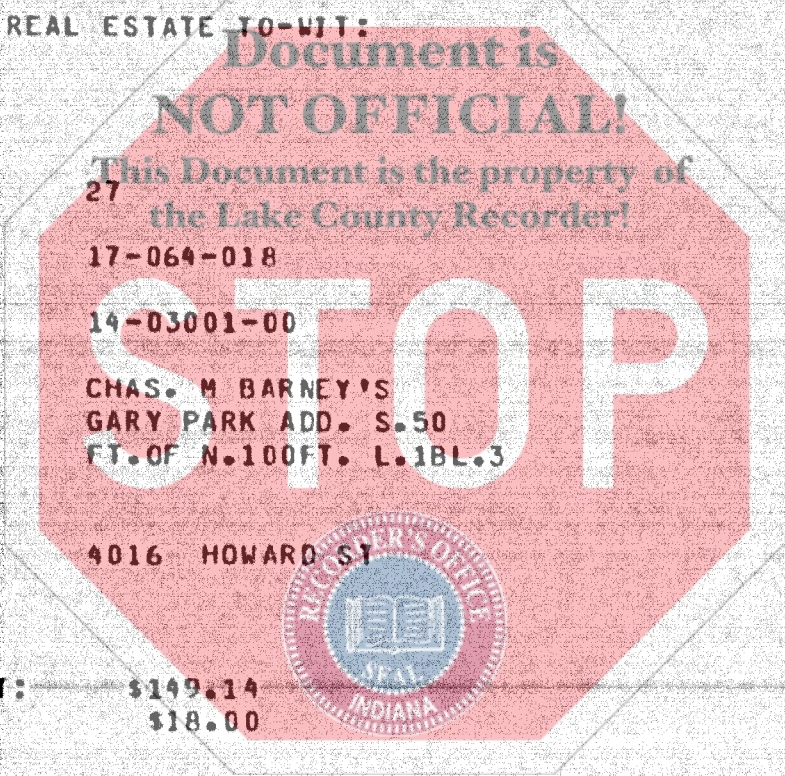 REAL ESTATE TO-WIT:
Document is
NOT OFFICIAL!
This Document is the property of
the Lake County Recorder!
27
17-064-018
14-03001-00
STOP
CHAS. M BARNEY'S
GARY PARK ADD. S.50
FT.OF N.100FT. L.1BL.3
4016 HOWARD ST
RECORDER'S OFFICE
SEAL
INDIANA
: $149.14
$18.00